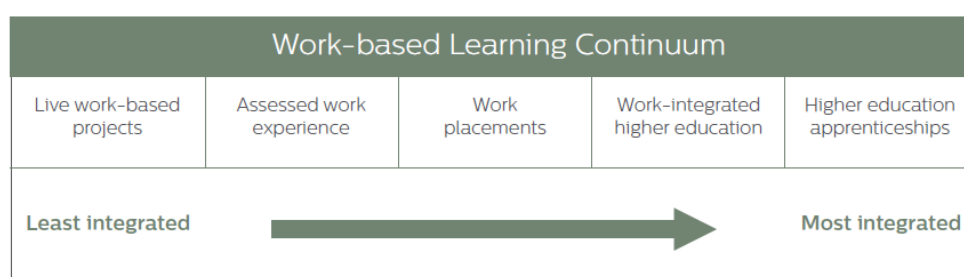 Work-based Learning Continuum
Live work-based
projects
Assessed work
experience
Work
placements
Work-integrated
higher education
Higher education
apprenticeships
Least integrated
Most integrated